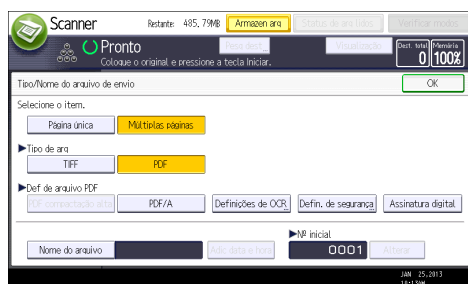 Scanner Restante: 485, 79MB Armazen arq Status de arq lidos Verificar modos
Pronto Visualização Dest. total Memória
Coloque o original e pressione a tecla Iniciar. 0 100%
Tipo/Nome do arquivo de envio OK
Selecione o item.
Página única Múltiplas páginas
►Tipo de arq
TIFF PDF
►Def de arquivo PDF
PDF compactação alta PDF/A Definições de OCR Defin. de segurança Assinatura digital
►Nº inicial
Nome do arquivo Adic data e hora 0001 Alterar
JAN 25.2013
10:13AM